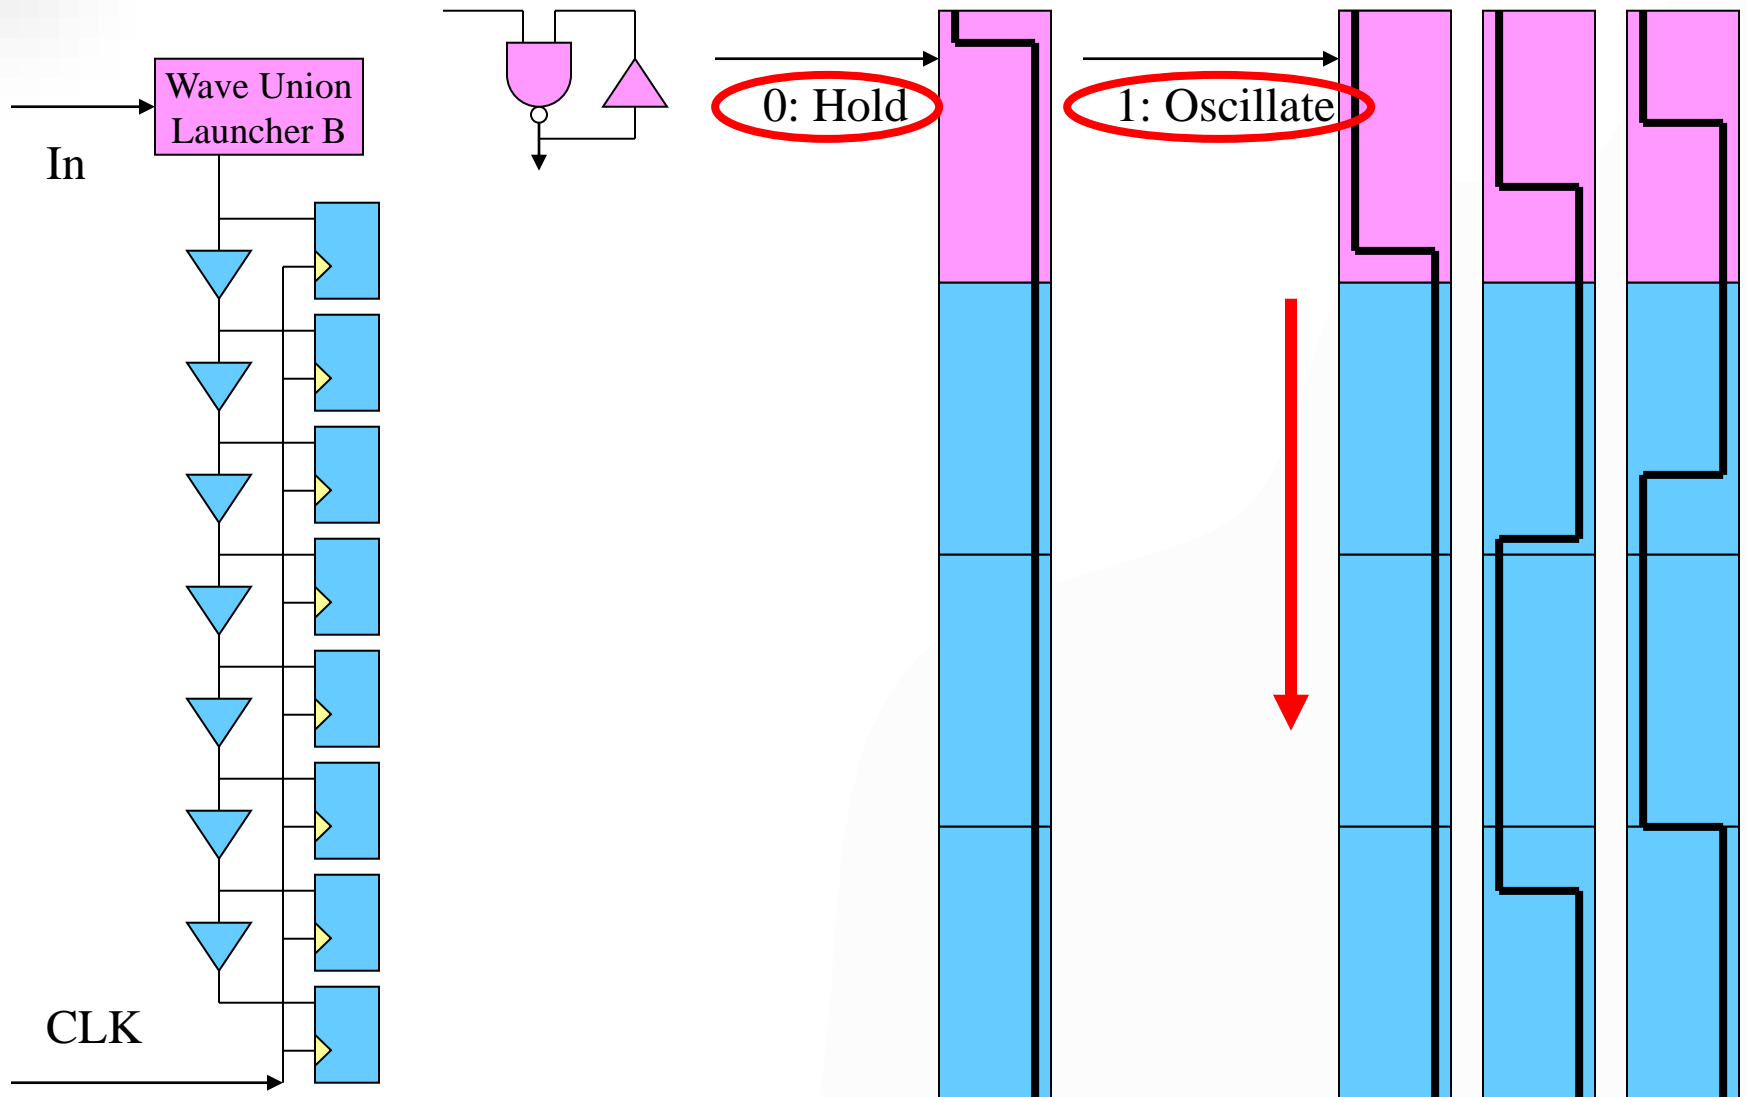 Wave Union
Launcher B
In
0: Hold
1: Oscillate
CLK